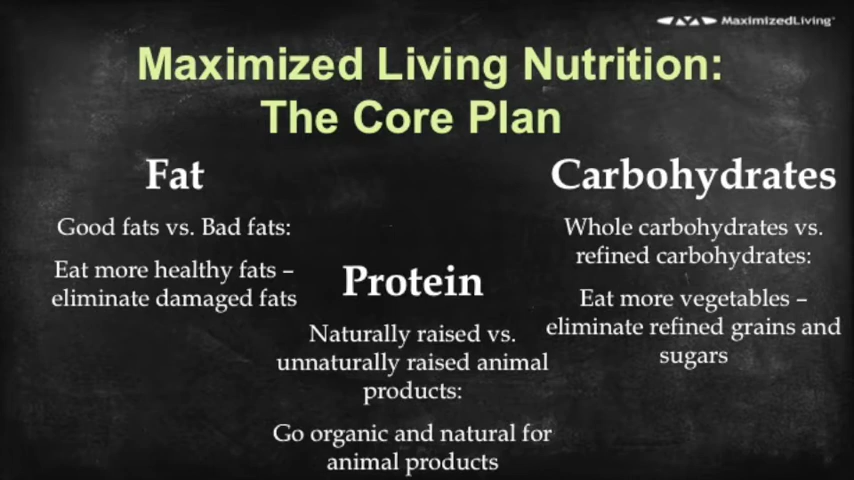 MaximizedLiving
Maximized Living Nutrition:
The Core Plan
Fat
Good fats vs. Bad fats:
Eat more healthy fats –
eliminate damaged fats
Protein
Naturally raised vs.
unnaturally raised animal
products:
Go organic and natural for
animal products
Carbohydrates
Whole carbohydrates vs.
refined carbohydrates:
Eat more vegetables –
eliminate refined grains and
sugars